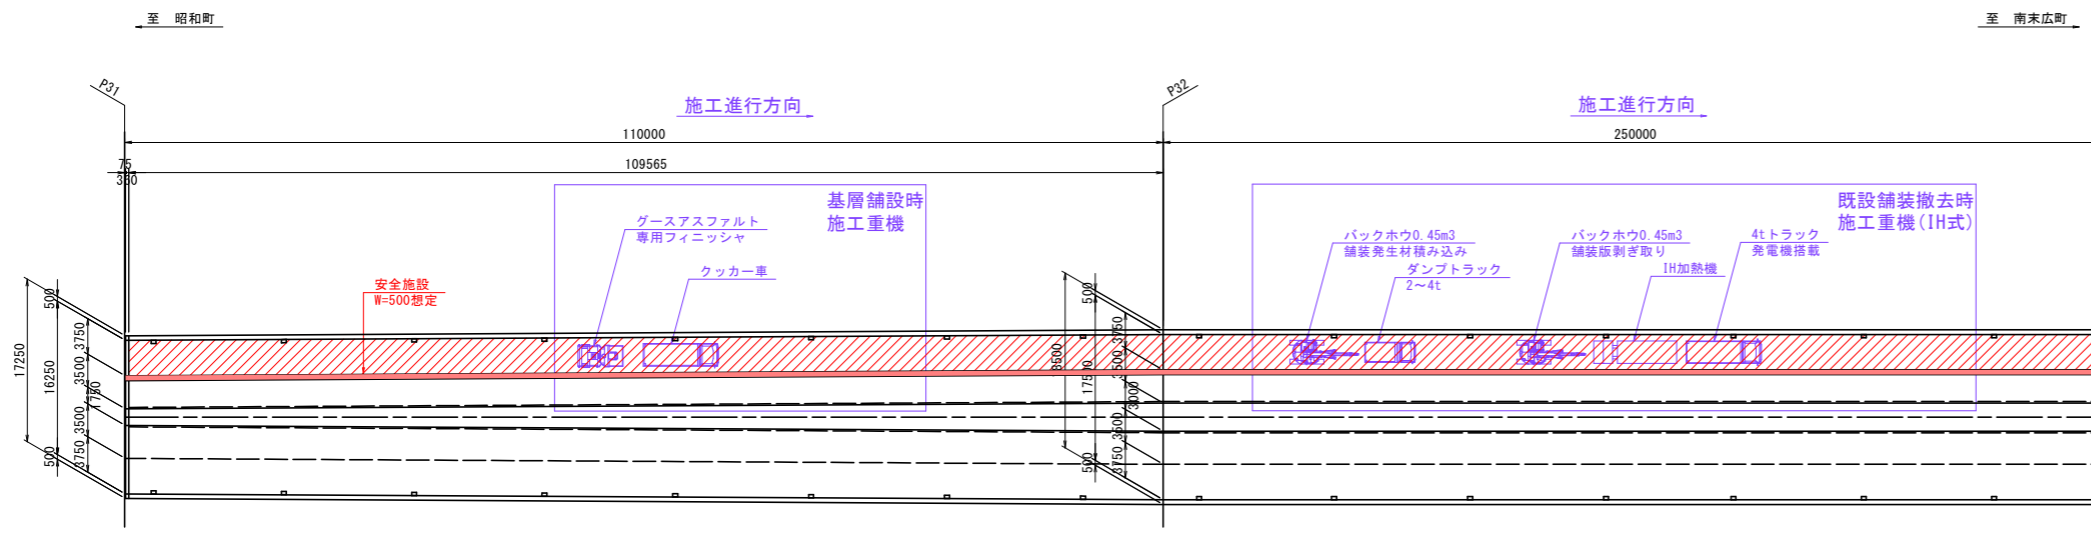 至　昭和町
至　南末広町
P31
P32
施工進行方向
施工進行方向
110000
250000
75
360
109565
基層舗設時
施工重機
グースアスファルト
専用フィニッシャ
クッカー車
既設舗装撤去時
施工重機(IH式)
バックホウ0.45m3
舗装発生材積み込み
ダンプトラック
2～4t
バックホウ0.45m3
舗装版剥ぎ取り
IH加熱機
4tトラック
発電機搭載
安全施設
W=500想定
17250
500
16250
500
3750
3500
1750
3500
3750
500
17500
500
3750
3500
3000
3500
3750